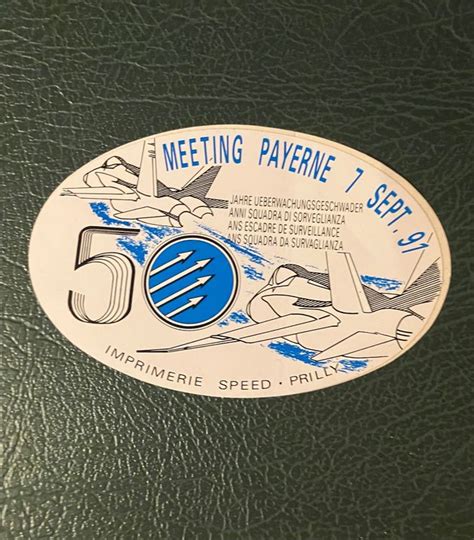 MEETING PAYERNE 7 SEPT. 91
JAHRE UEBERWACHUNGSGESCHWADER
ANNI SQUADRA DI SORVEGLIANZA
ANS ESCADRE DE SURVEILLANCE
ANS SQUADRA DA SURVAGLIANZA
50
IMPRIMERIE SPEED · PRILLY